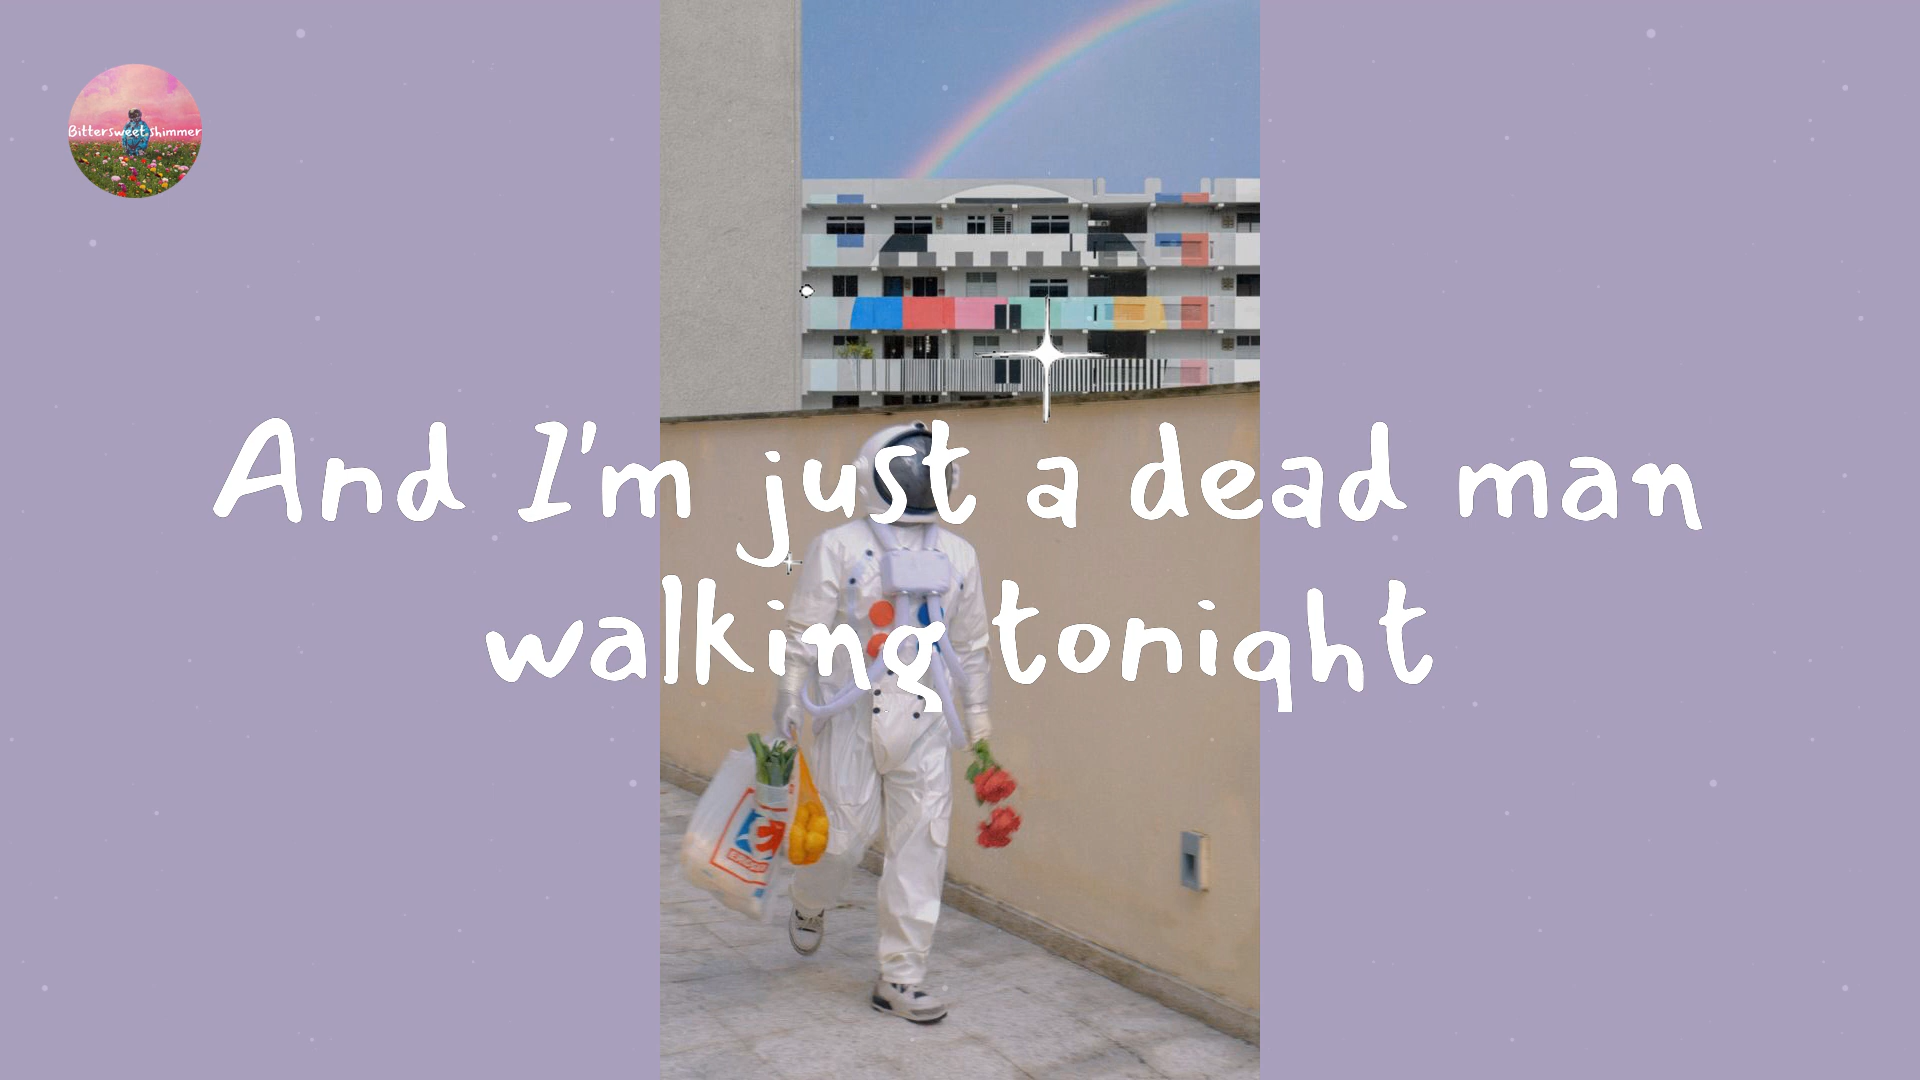 Bittersweet shimmer
And I'm just a dead man
walking tonight